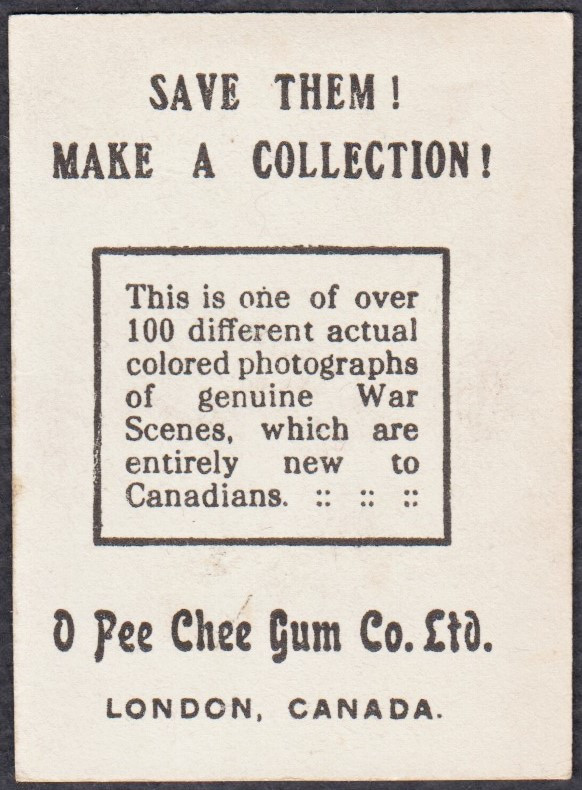 SAVE THEM!
MAKE A COLLECTION!
This is one of over
100 different actual
colored photographs
of genuine War
Scenes, which are
entirely new to
Canadians. :: :: ::
O Pee Chee Gum Co. Ltd.
LONDON, CANADA.